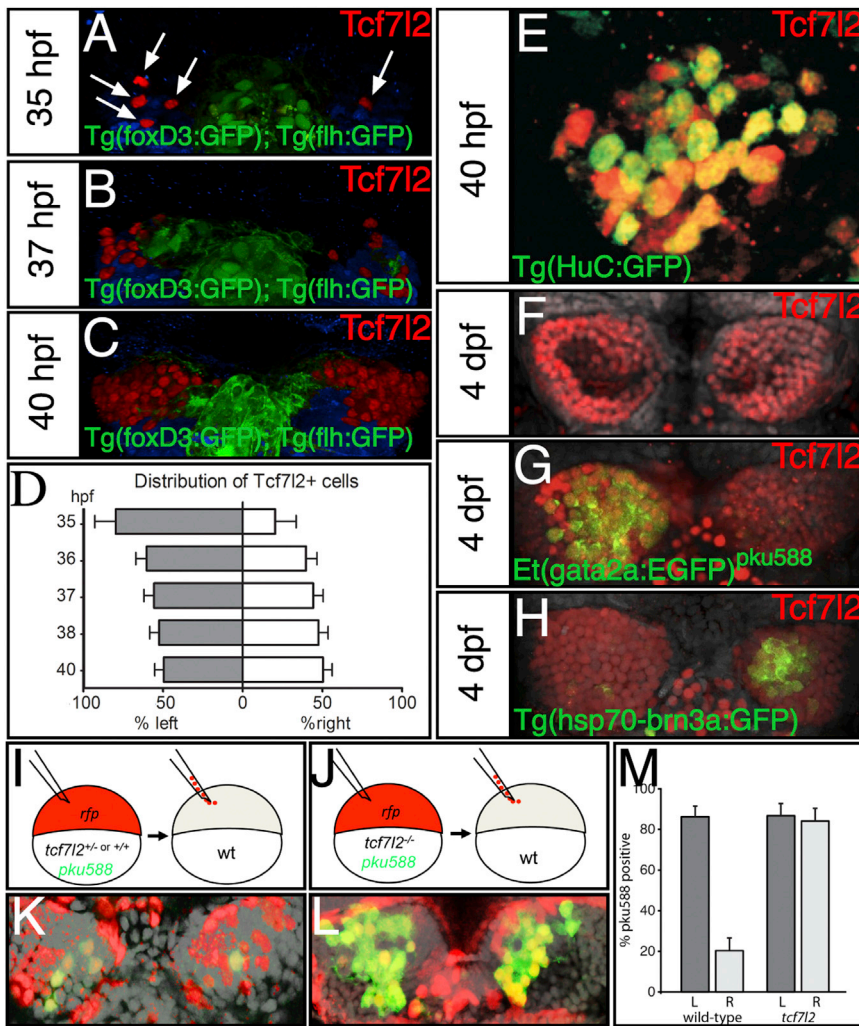 A
Tcf7l2
35 hpf
Tg(foxD3:GFP); Tg(flh:GFP)
B
Tcf7l2
37 hpf
Tg(foxD3:GFP); Tg(flh:GFP)
C
Tcf7l2
40 hpf
Tg(foxD3:GFP); Tg(flh:GFP)
D
Distribution of Tcf7l2+ cells
hpf
35
36
37
38
40
100 50 0 50 100
% left %right
E
Tcf7l2
40 hpf
Tg(HuC:GFP)
F
Tcf7l2
4 dpf
G
Tcf7l2
4 dpf
Et(gata2a:EGFP)pku588
H
Tcf7l2
4 dpf
Tg(hsp70-brn3a:GFP)
I
rfp
tcf7l2+/- or +/+
pku588
wt
J
rfp
tcf7l2-/-
pku588
wt
K
L
M
% pku588 positive
100
80
60
40
20
0
L R L R
wild-type tcf7l2